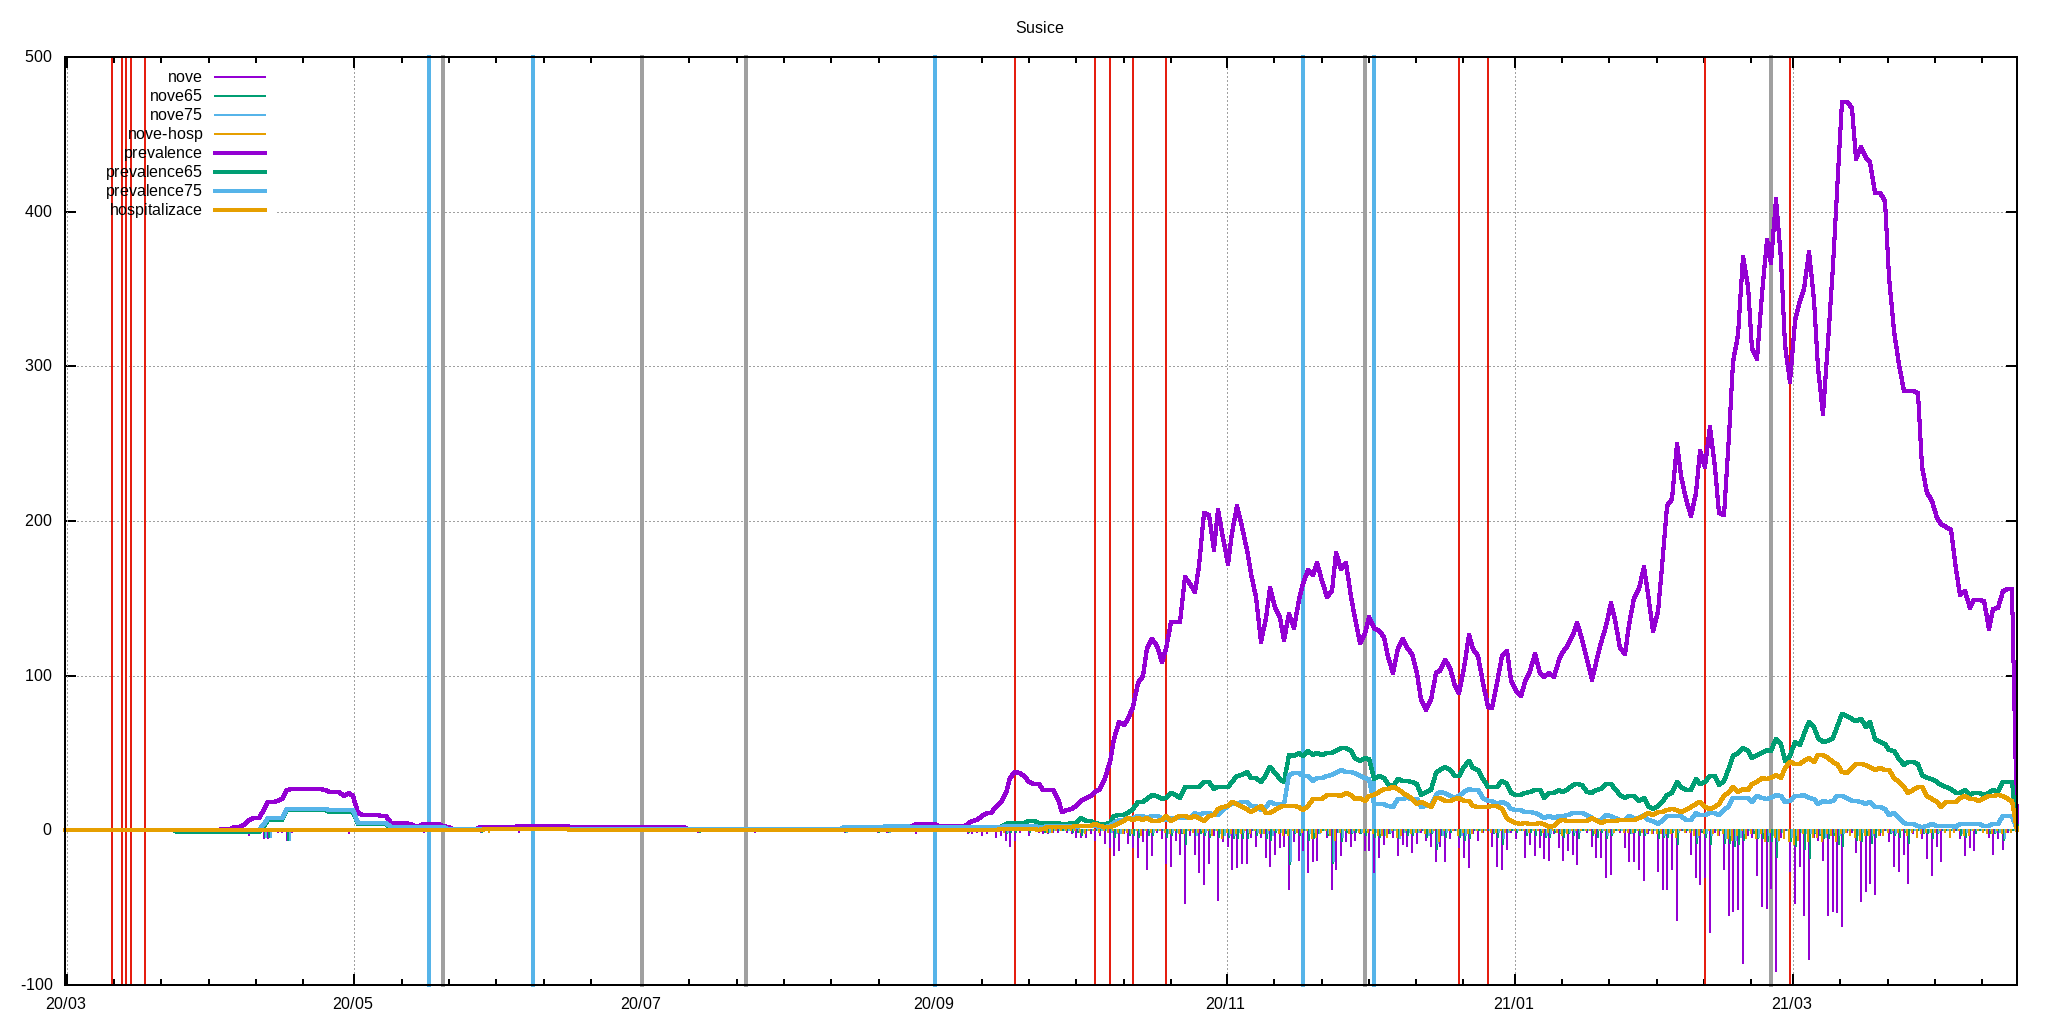 Susice
500
400
300
200
100
0
-100
nove
nove65
nove75
nove-hosp
prevalence
prevalence65
prevalence75
hospitalizace
20/03 20/05 20/07 20/09 20/11 21/01 21/03